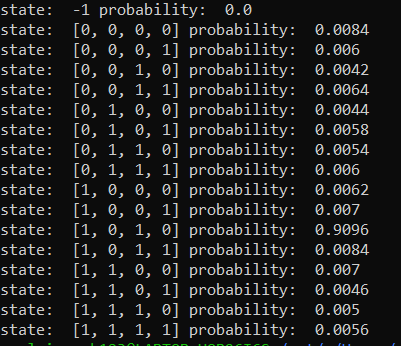 state:  -1 probability:  0.0
state:  [0, 0, 0, 0] probability:  0.0084
state:  [0, 0, 0, 1] probability:  0.006
state:  [0, 0, 1, 0] probability:  0.0042
state:  [0, 0, 1, 1] probability:  0.0064
state:  [0, 1, 0, 0] probability:  0.0044
state:  [0, 1, 0, 1] probability:  0.0058
state:  [0, 1, 1, 0] probability:  0.0054
state:  [0, 1, 1, 1] probability:  0.006
state:  [1, 0, 0, 0] probability:  0.0062
state:  [1, 0, 0, 1] probability:  0.007
state:  [1, 0, 1, 0] probability:  0.9096
state:  [1, 0, 1, 1] probability:  0.0084
state:  [1, 1, 0, 0] probability:  0.007
state:  [1, 1, 0, 1] probability:  0.0046
state:  [1, 1, 1, 0] probability:  0.005
state:  [1, 1, 1, 1] probability:  0.0056